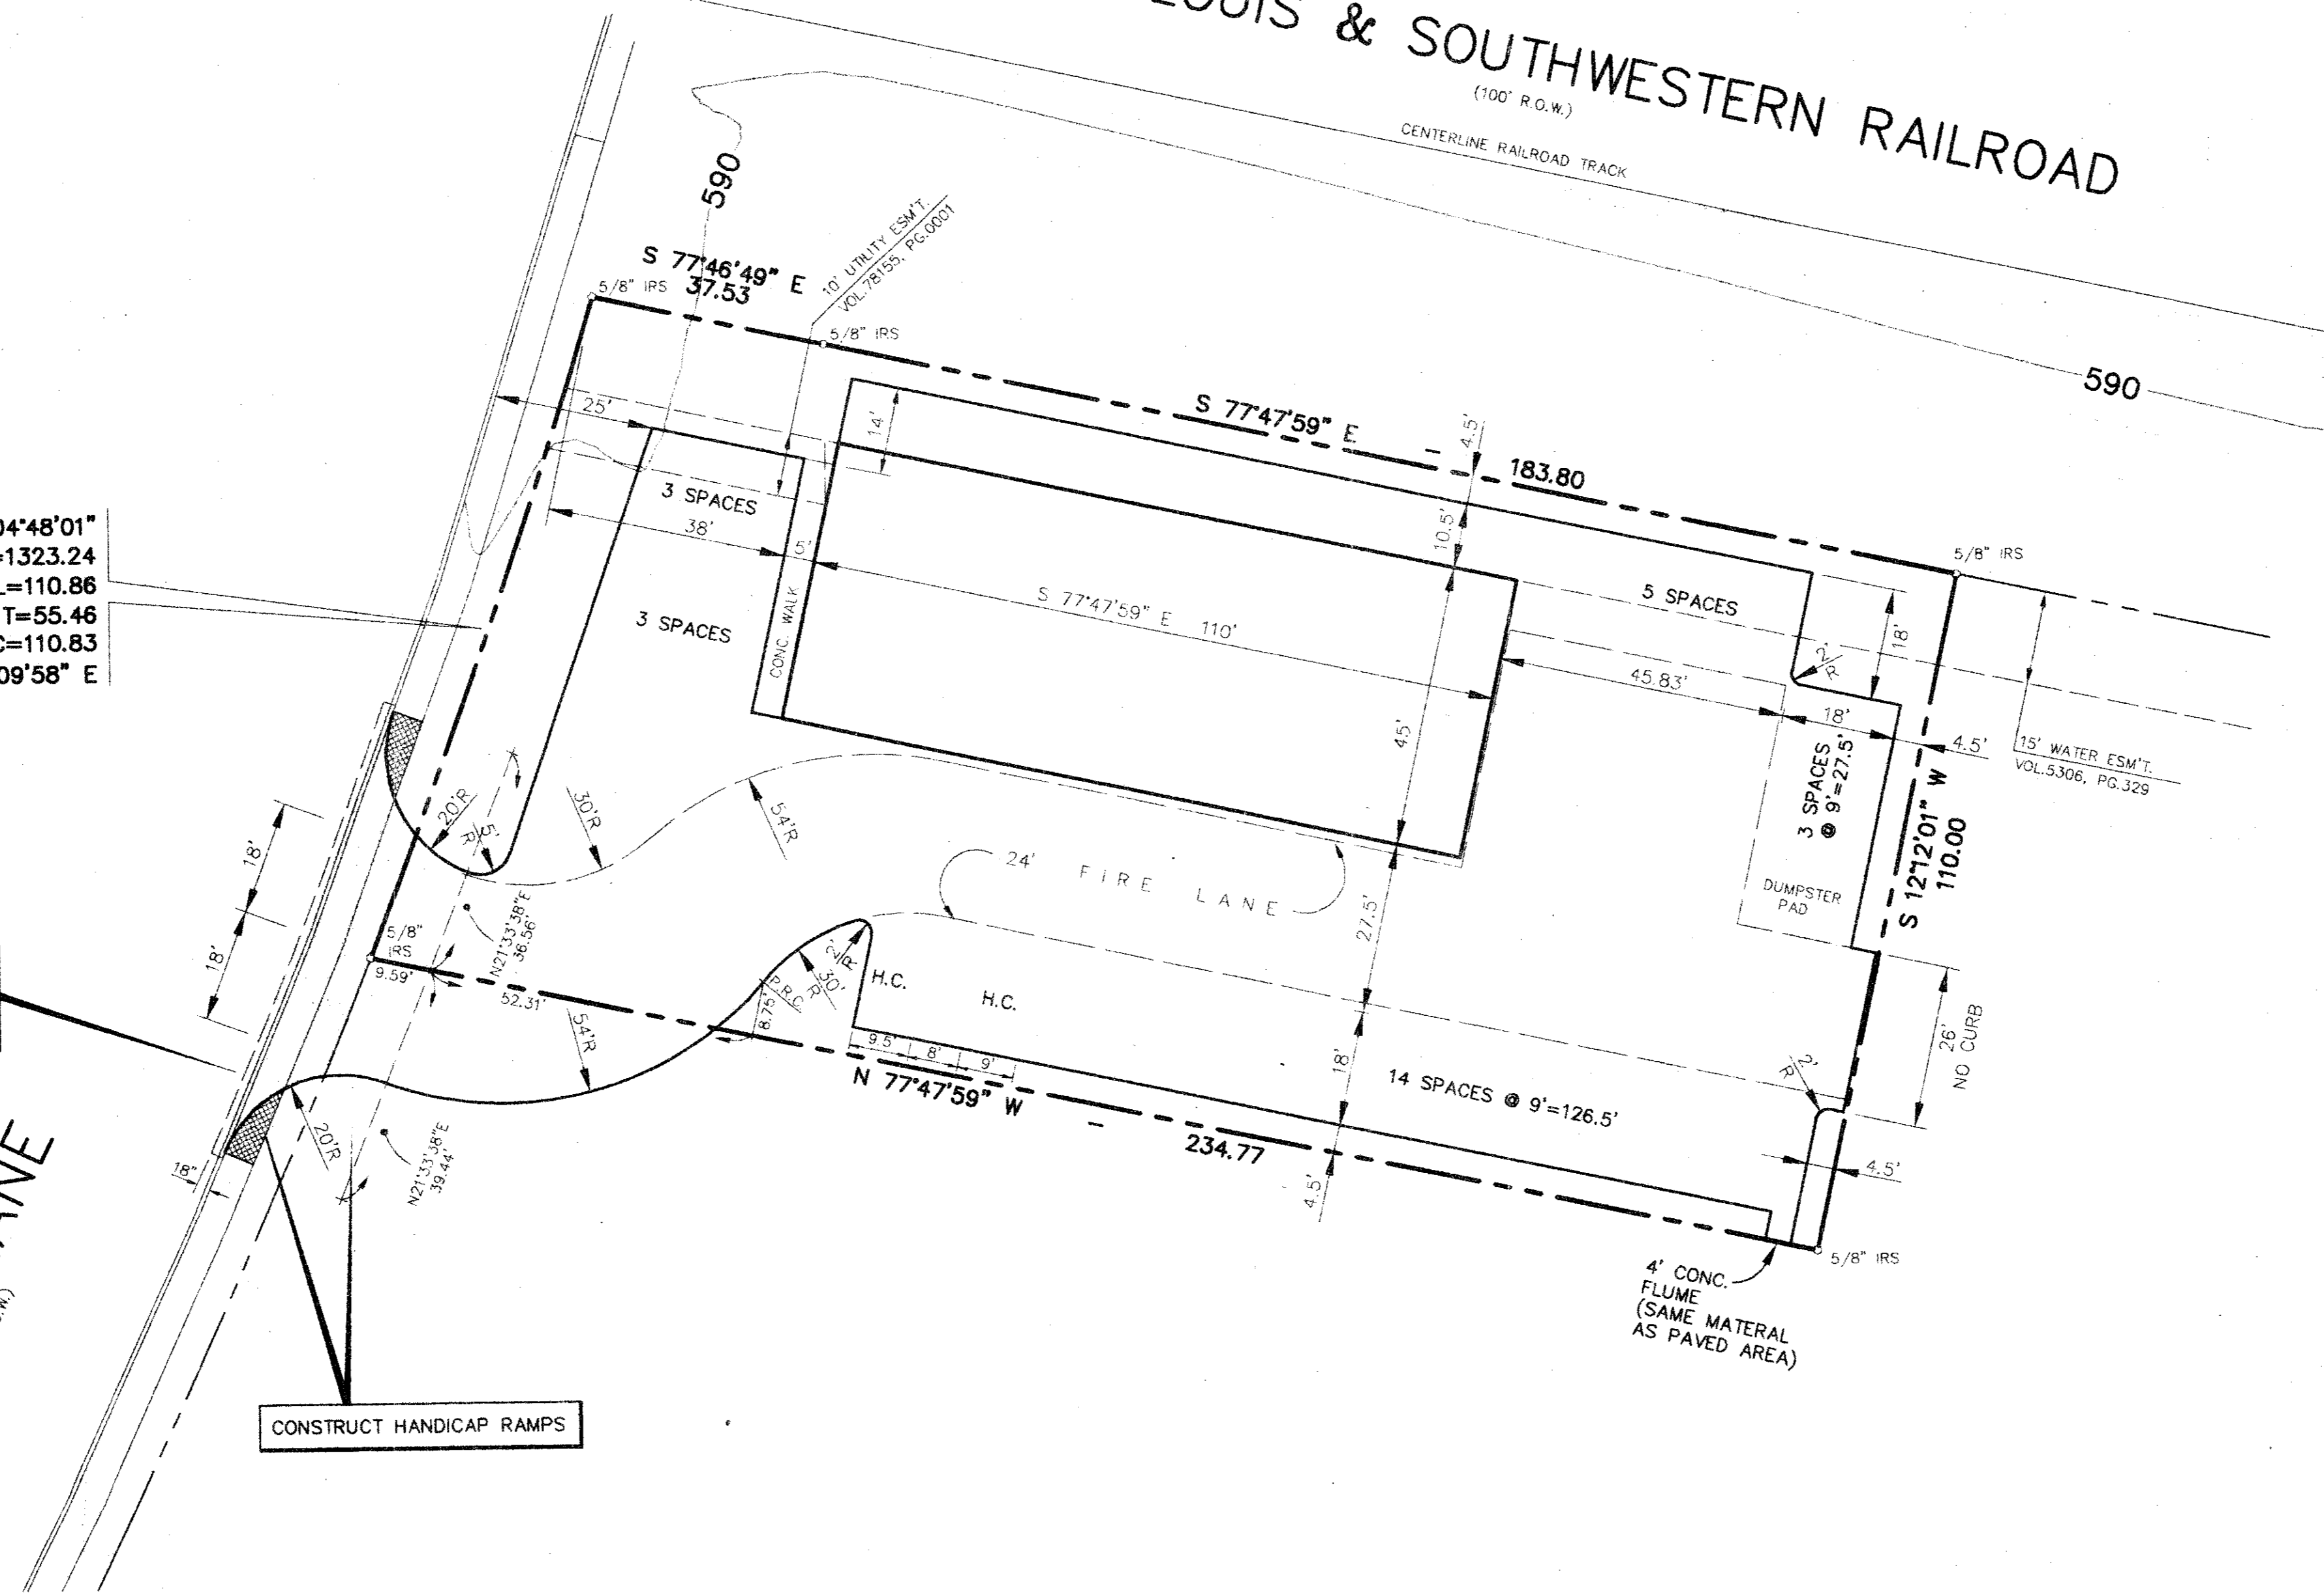 LOUIS & SOUTHWESTERN RAILROAD
(100' R.O.W.)
CENTERLINE RAILROAD TRACK
590
590
S 77°46'49" E
37.53
5/8" IRS
10' UTILITY ESM'T.
VOL.78155, PG.0001
5/8" IRS
S 77°47'59" E
183.80
4.5'
5/8" IRS
25'
14'
10.5'
3 SPACES
38'
5'
3 SPACES
CONC. WALK
S 77°47'59" E 110'
45'
5 SPACES
18'
2'
R
45.83'
18'
4.5'
15' WATER ESM'T.
VOL.5306, PG.329
3 SPACES
@ 9'=27.5'
DUMPSTER
PAD
S 12°12'01" W
110.00
04°48'01"
=1323.24
L=110.86
T=55.46
C=110.83
09'58" E
20'R
5'
R
30'R
54'R
24' FIRE LANE
27.5'
18'
18'
5/8"
IRS
9.59'
N21°33'38"E
36.56'
52.31'
54'R
P.R.C.
8.75'
30'
R
2'
R
H.C.
H.C.
9.5'
8'
9'
N 77°47'59" W
234.77
18'
14 SPACES @ 9'=126.5'
4.5'
2'
R
26'
NO CURB
4.5'
5/8" IRS
4' CONC.
FLUME
(SAME MATERAL
AS PAVED AREA)
20'R
N21°33'38"E
39.44'
18"
CONSTRUCT HANDICAP RAMPS